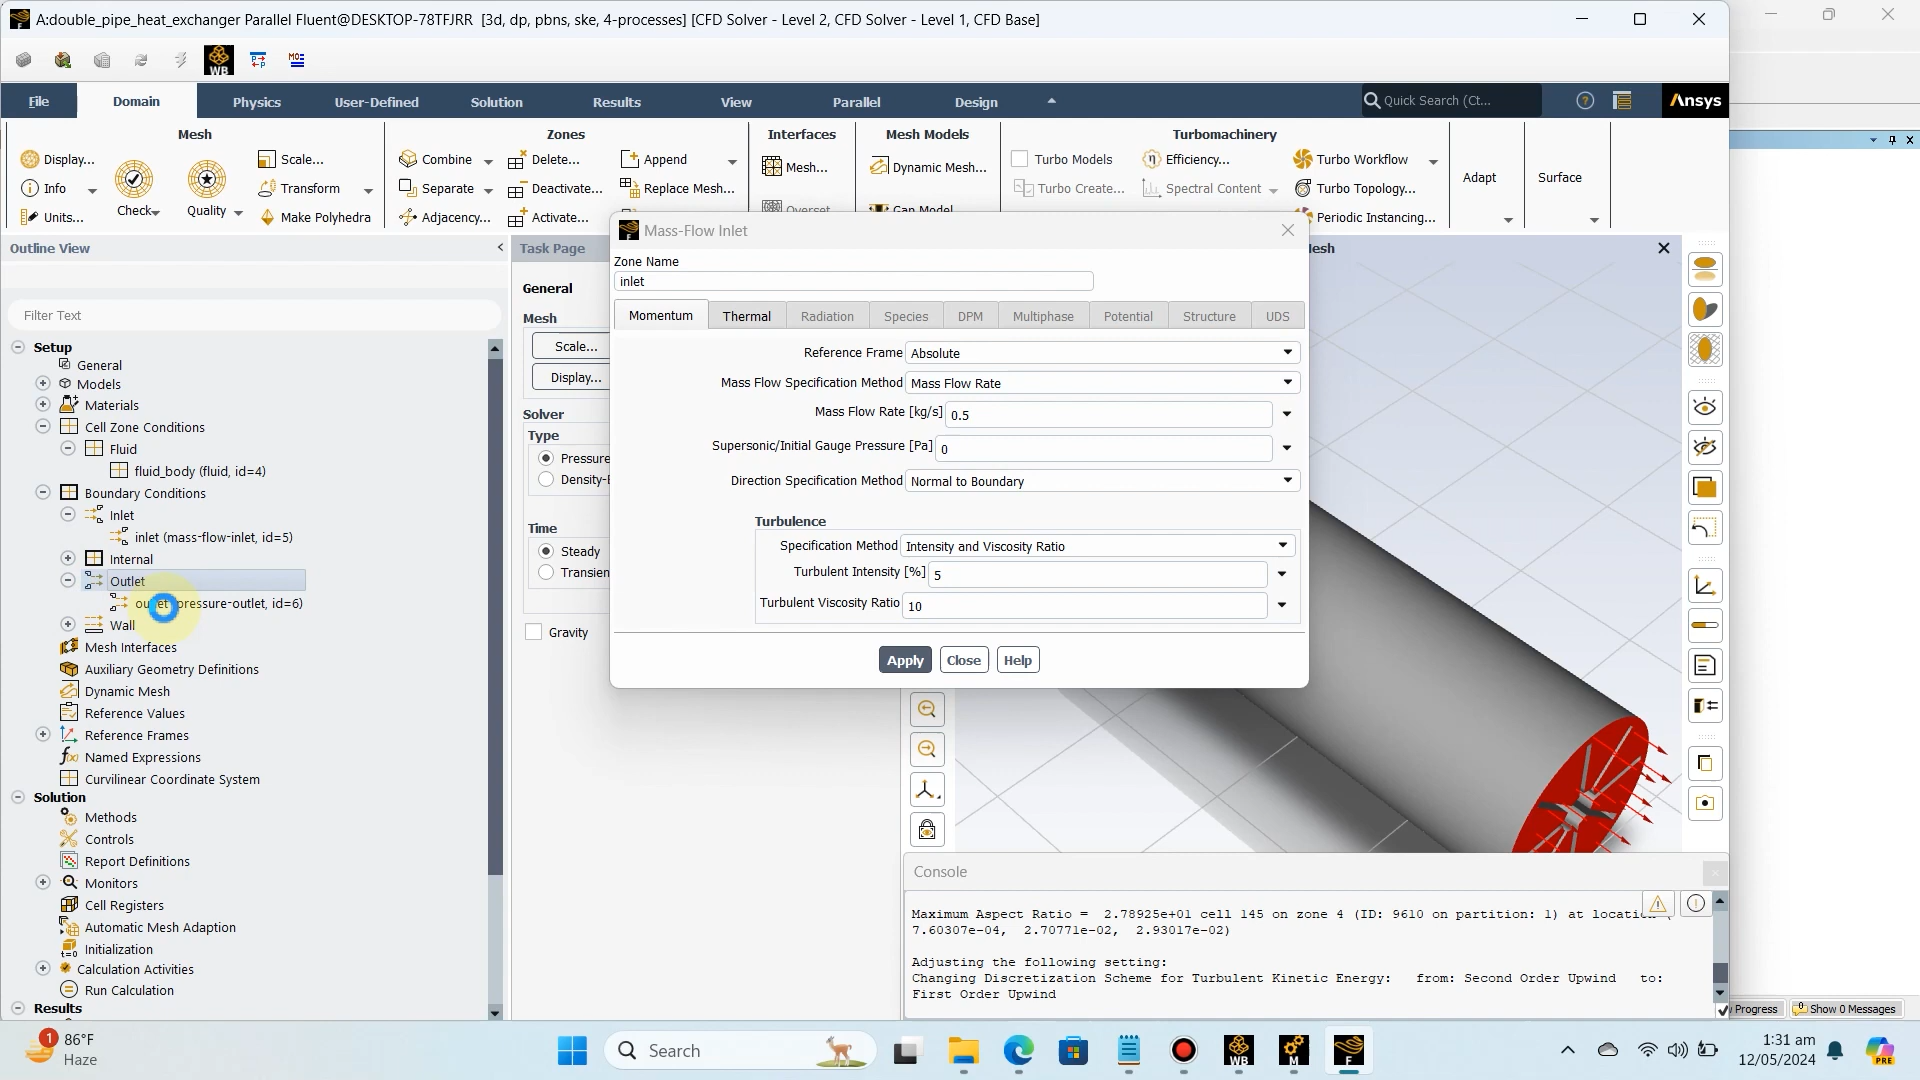 A:double_pipe_heat_exchanger Parallel Fluent@DESKTOP-78TFJRR [3d, dp, pbns, ske, 4-processes] [CFD Solver - Level 2, CFD Solver - Level 1, CFD Base]
WB
File Domain Physics User-Defined Solution Results View Parallel Design Quick Search (Ct... Ansys
Mesh Zones Interfaces Mesh Models Turbomachinery
Display... Scale... Combine Delete... Append Mesh... Dynamic Mesh... Turbo Models Efficiency... Turbo Workflow Adapt Surface
Info Transform Separate Deactivate... Replace Mesh... Turbo Create... Spectral Content Turbo Topology...
Units... Check Quality Make Polyhedra Adjacency... Activate... Overset Gap Model Periodic Instancing...
Outline View
Filter Text
Setup
General
Models
Materials
Cell Zone Conditions
Fluid
fluid_body (fluid, id=4)
Boundary Conditions
Inlet
inlet (mass-flow-inlet, id=5)
Internal
Outlet
pressure-outlet, id=6)
Wall
Mesh Interfaces
Auxiliary Geometry Definitions
Dynamic Mesh
Reference Values
Reference Frames
Named Expressions
Curvilinear Coordinate System
Solution
Methods
Controls
Report Definitions
Monitors
Cell Registers
Automatic Mesh Adaption
Initialization
Calculation Activities
Run Calculation
Results
Task Page
General
Mesh
Scale...
Display...
Solver
Type
Pressure
Density-B
Time
Steady
Transien
Gravity
Mass-Flow Inlet
Zone Name
inlet
Momentum Thermal Radiation Species DPM Multiphase Potential Structure UDS
Reference Frame Absolute
Mass Flow Specification Method Mass Flow Rate
Mass Flow Rate [kg/s] 0.5
Supersonic/Initial Gauge Pressure [Pa] 0
Direction Specification Method Normal to Boundary
Turbulence
Specification Method Intensity and Viscosity Ratio
Turbulent Intensity [%] 5
Turbulent Viscosity Ratio 10
Apply Close Help
Console
Maximum Aspect Ratio = 2.78925e+01 cell 145 on zone 4 (ID: 9610 on partition: 1) at locati
7.60307e-04, 2.70771e-02, 2.93017e-02)
Adjusting the following setting:
Changing Discretization Scheme for Turbulent Kinetic Energy: from: Second Order Upwind to:
First Order Upwind
Progress Show 0 Messages
1 86°F
Haze
Search
WB M F
1:31 am
12/05/2024
PRE